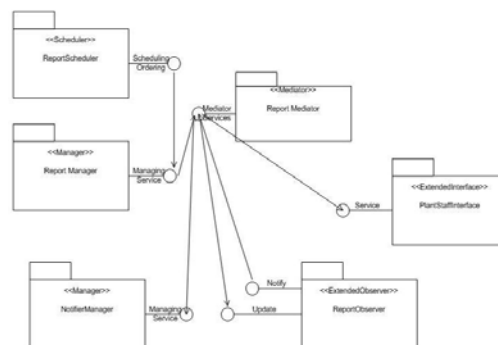 <<Scheduler>>
ReportScheduler
Scheduling
Ordering
<<Mediator>>
Report Mediator
Mediator
Services
<<Manager>>
Report Manager
Managing
Service
<<ExtendedInterface>>
PlantStaffInterface
Service
<<Manager>>
NotifierManager
Managing
Service
Notify
Update
<<ExtendedObserver>>
ReportObserver